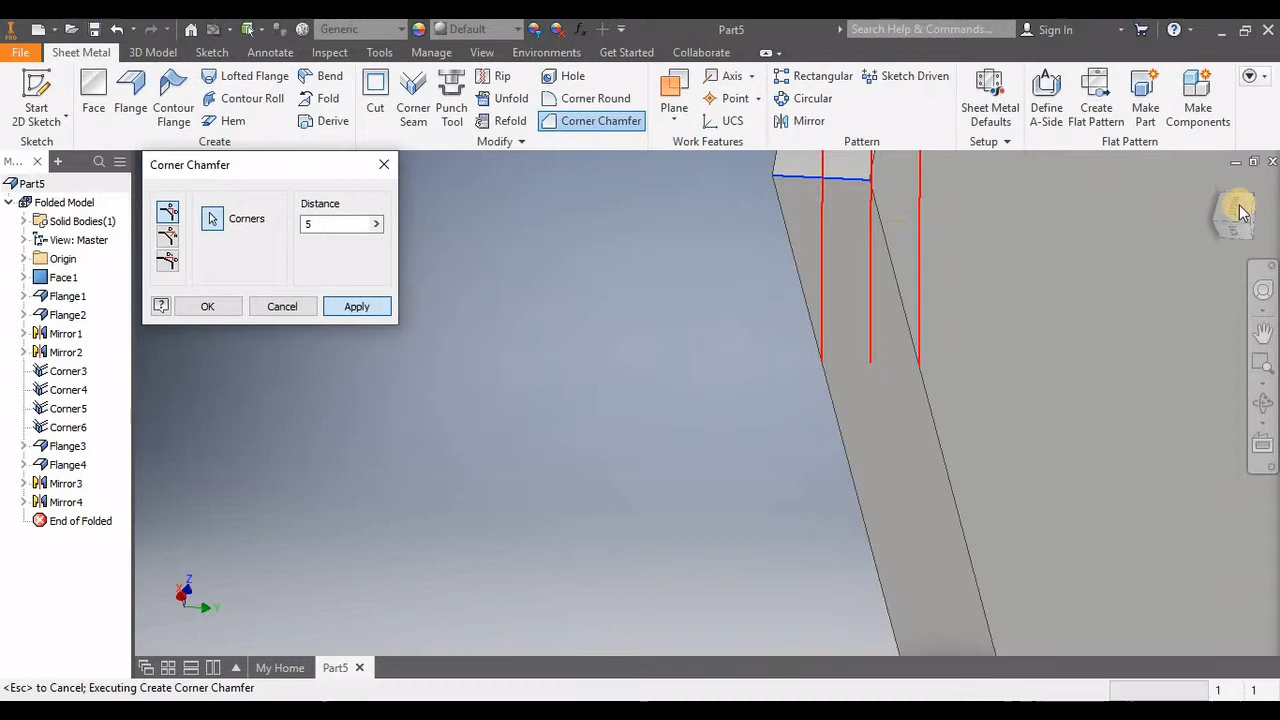 Generic
Default
Part5
Search Help & Commands...
Sign In
File
Sheet Metal
3D Model
Sketch
Annotate
Inspect
Tools
Manage
View
Environments
Get Started
Collaborate
Start
2D Sketch
Face
Flange
Contour
Flange
Lofted Flange
Contour Roll
Hem
Bend
Fold
Derive
Cut
Corner
Seam
Punch
Tool
Rip
Unfold
Refold
Hole
Corner Round
Corner Chamfer
Plane
Axis
Point
UCS
Rectangular
Circular
Mirror
Sketch Driven
Sheet Metal
Defaults
Define
A-Side
Create
Flat Pattern
Make
Part
Make
Components
Sketch
Create
Modify
Work Features
Pattern
Setup
Flat Pattern
M...
Part5
Folded Model
Solid Bodies(1)
View: Master
Origin
Face1
Flange1
Flange2
Mirror1
Mirror2
Corner3
Corner4
Corner5
Corner6
Flange3
Flange4
Mirror3
Mirror4
End of Folded
Corner Chamfer
Corners
Distance
5
OK
Cancel
Apply
Z
X
Y
My Home
Part5
<Esc> to Cancel; Executing Create Corner Chamfer
1
1